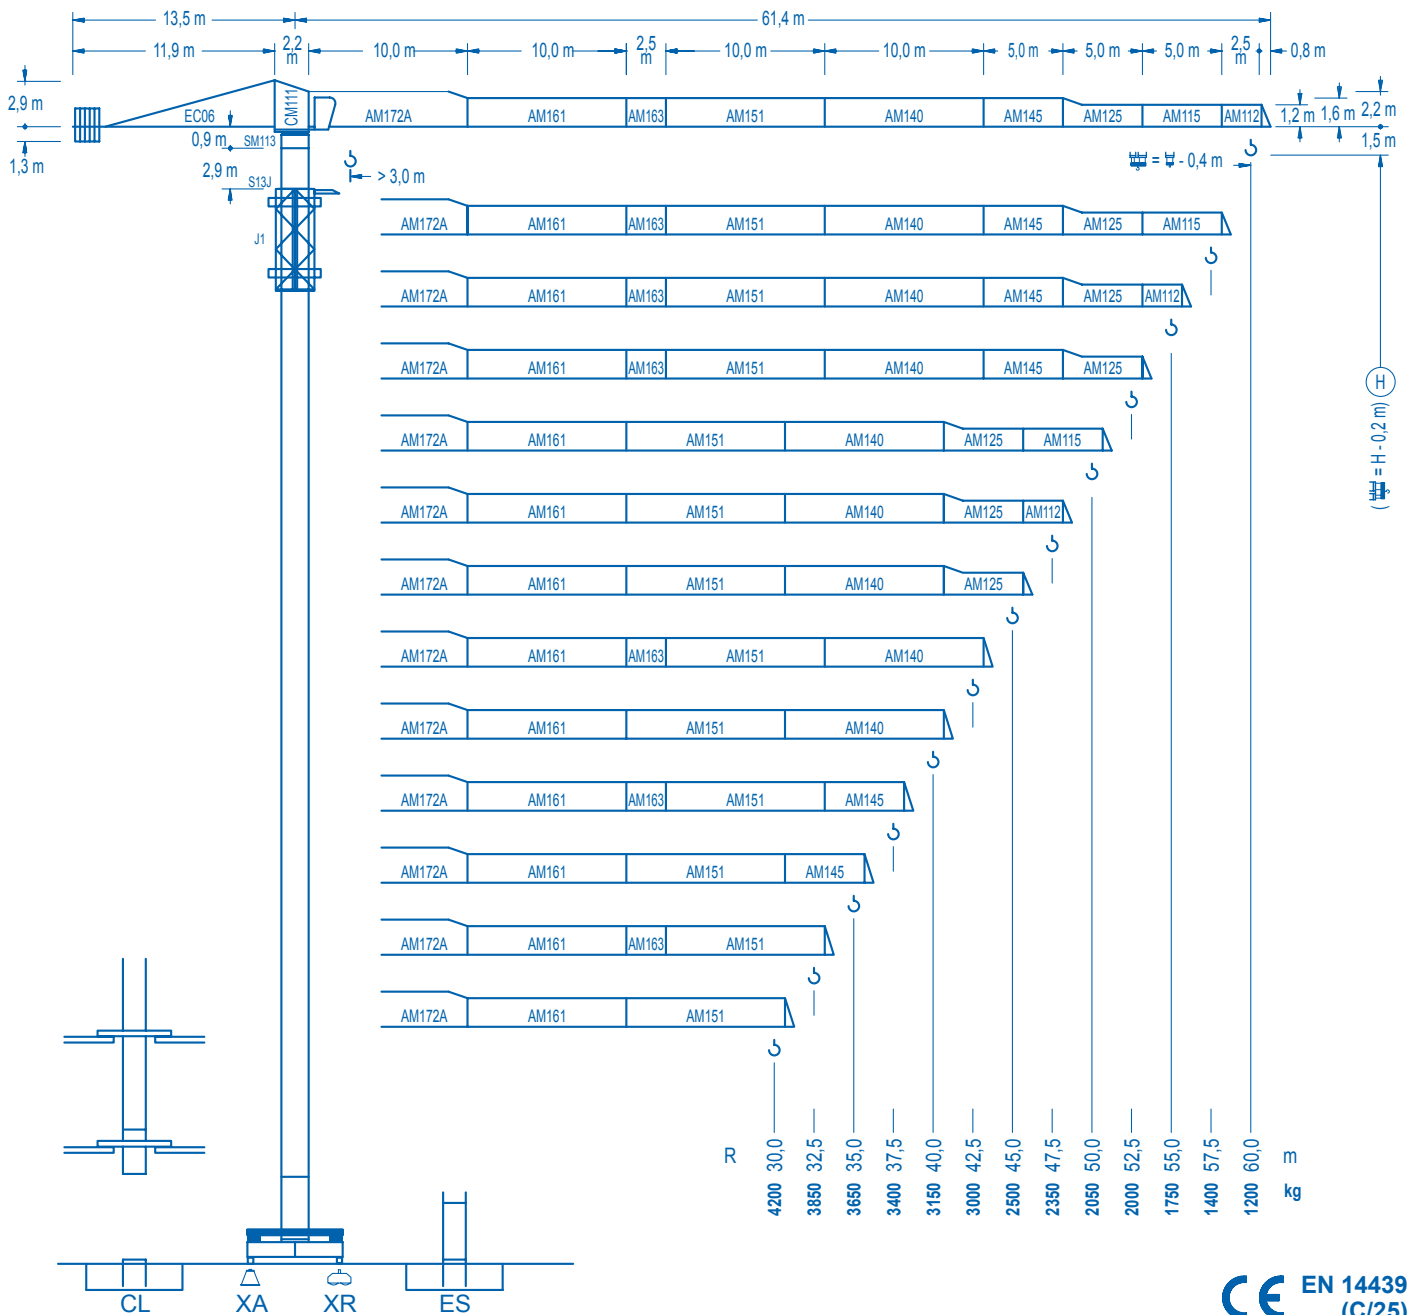 13,5 m 61,4 m
11,9 m 2,2 m 10,0 m 10,0 m 2,5 m 10,0 m 10,0 m 5,0 m 5,0 m 5,0 m 2,5 m 0,8 m
2,9 m EC06 CM111 AM172A AM161 AM163 AM151 AM140 AM145 AM125 AM115 AM112 1,2 m 1,6 m 2,2 m
1,3 m 0,9 m SM113 1,5 m
2,9 m S13J > 3,0 m = - 0,4 m
J1
AM172A AM161 AM163 AM151 AM140 AM145 AM125 AM115
AM172A AM161 AM163 AM151 AM140 AM145 AM125 AM112
AM172A AM161 AM163 AM151 AM140 AM145 AM125
H
( = H - 0,2 m)
AM172A AM161 AM151 AM140 AM125 AM115
AM172A AM161 AM151 AM140 AM125 AM112
AM172A AM161 AM151 AM140 AM125
AM172A AM161 AM163 AM151 AM140
AM172A AM161 AM151 AM140
AM172A AM161 AM163 AM151 AM145
AM172A AM161 AM151 AM145
AM172A AM161 AM163 AM151
AM172A AM161 AM151
R 30,0 32,5 35,0 37,5 40,0 42,5 45,0 47,5 50,0 52,5 55,0 57,5 60,0 m
4200 3850 3650 3400 3150 3000 2500 2350 2050 2000 1750 1400 1200 kg
CL XA XR ES
CE EN 14439
(C/25)